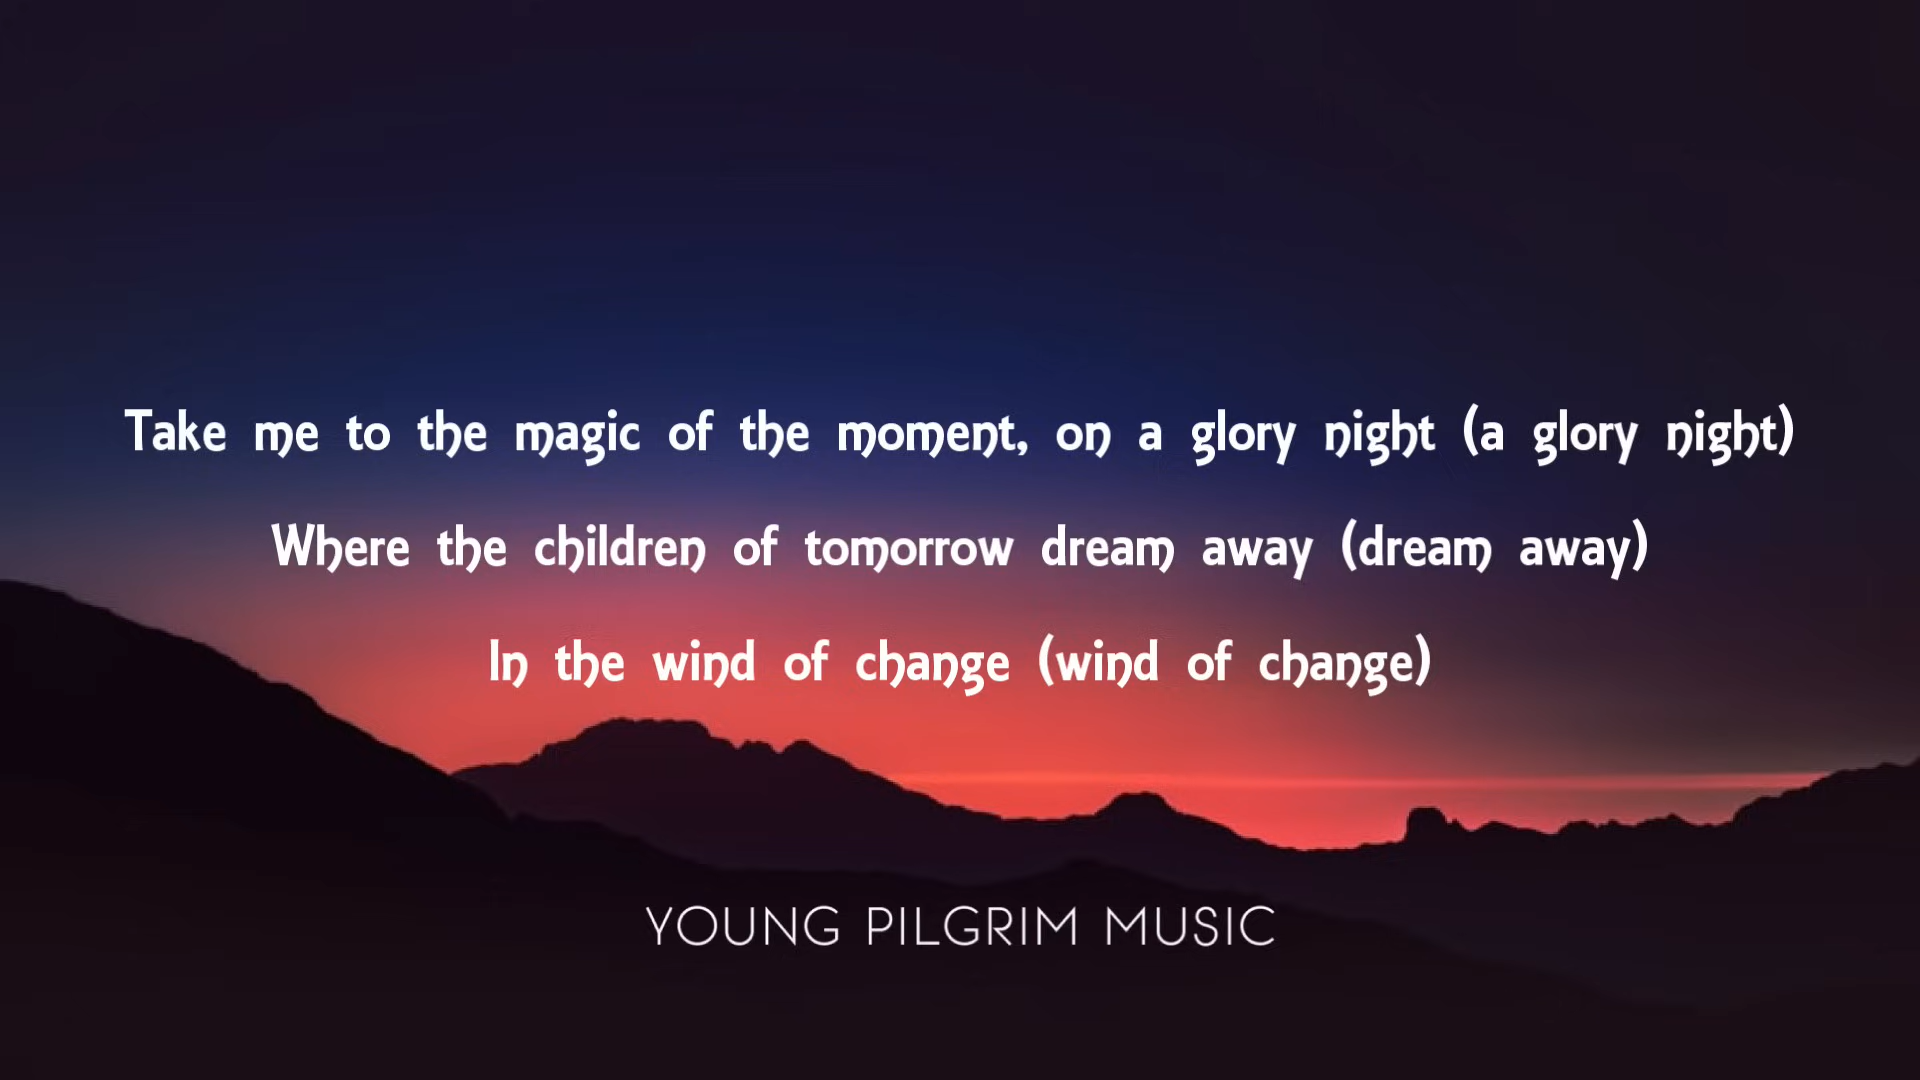 Take me to the magic of the moment, on a glory night (a glory night)
Where the children of tomorrow dream away (dream away)
In the wind of change (wind of change)
YOUNG PILGRIM MUSIC